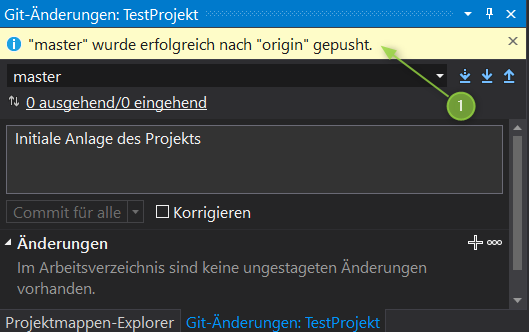 Git-Änderungen: TestProjekt
"master" wurde erfolgreich nach "origin" gepusht.
master
1
0 ausgehend/0 eingehend
Initiale Anlage des Projekts
Commit für alle
Korrigieren
Änderungen
Im Arbeitsverzeichnis sind keine ungestageten Änderungen
vorhanden.
Projektmappen-Explorer Git-Änderungen: TestProjekt